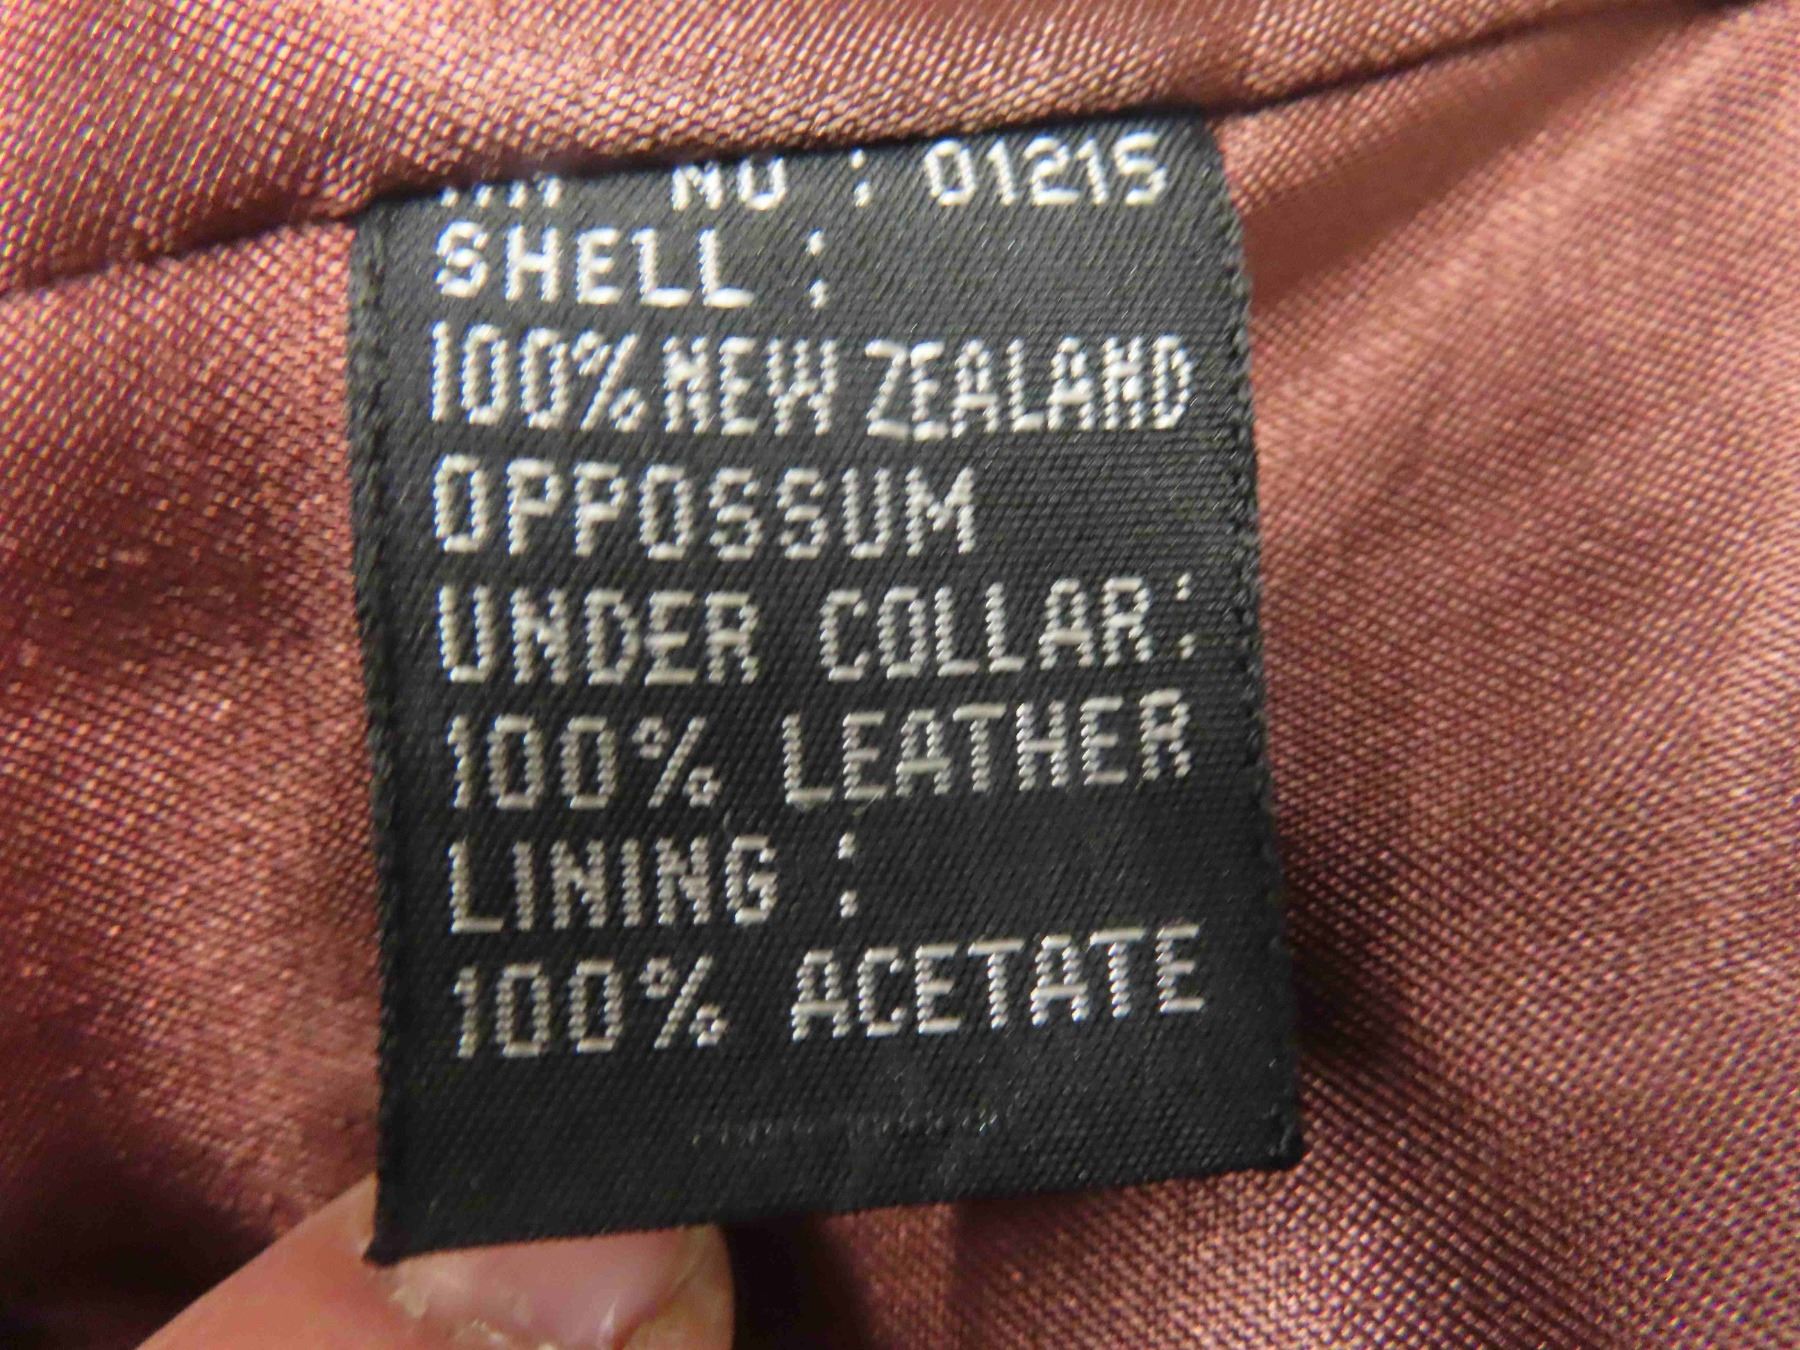 NO : 01215
SHELL :
100% NEW ZEALAND
OPPOSSUM
UNDER COLLAR:
100% LEATHER
LINING :
100% ACETATE